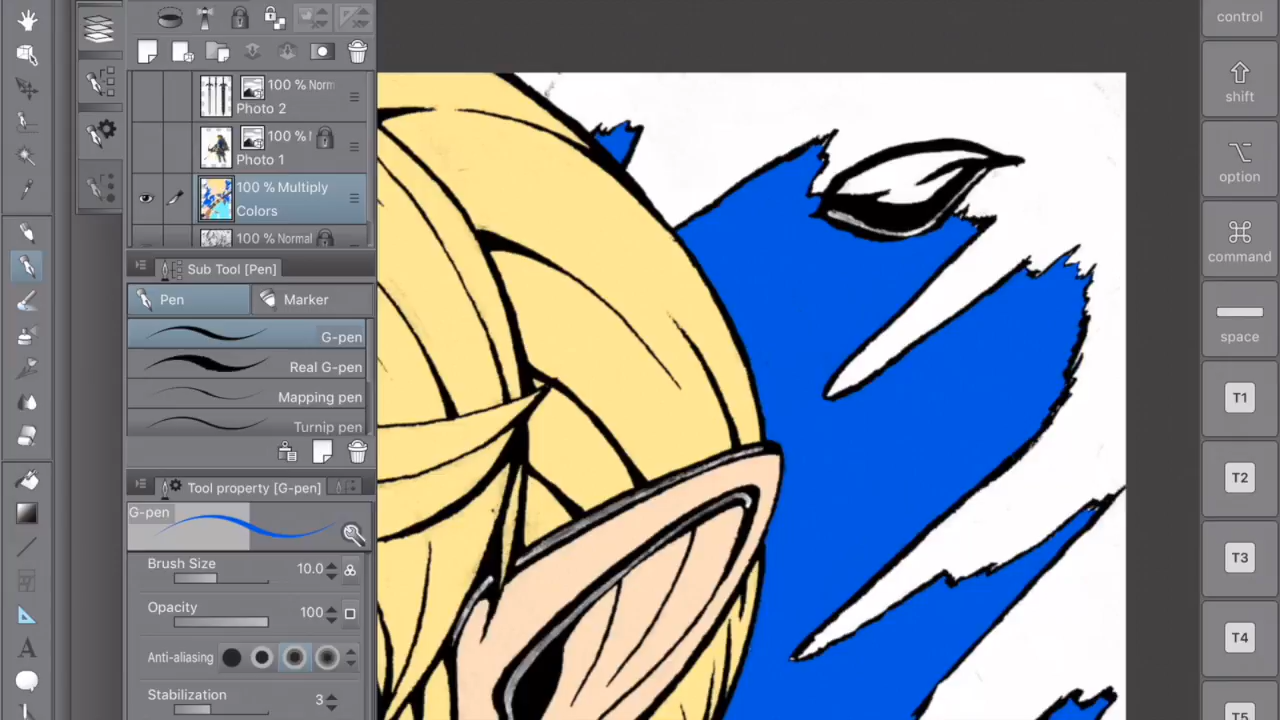 100 % Norm
Photo 2
100 % N
Photo 1
100 % Multiply
Colors
100 % Normal
Sub Tool [Pen]
Pen
Marker
G-pen
Real G-pen
Mapping pen
Turnip pen
Tool property [G-pen]
G-pen
Brush Size 10.0
Opacity 100
Anti-aliasing
Stabilization 3
A
control
shift
option
command
space
T1
T2
T3
T4
T5